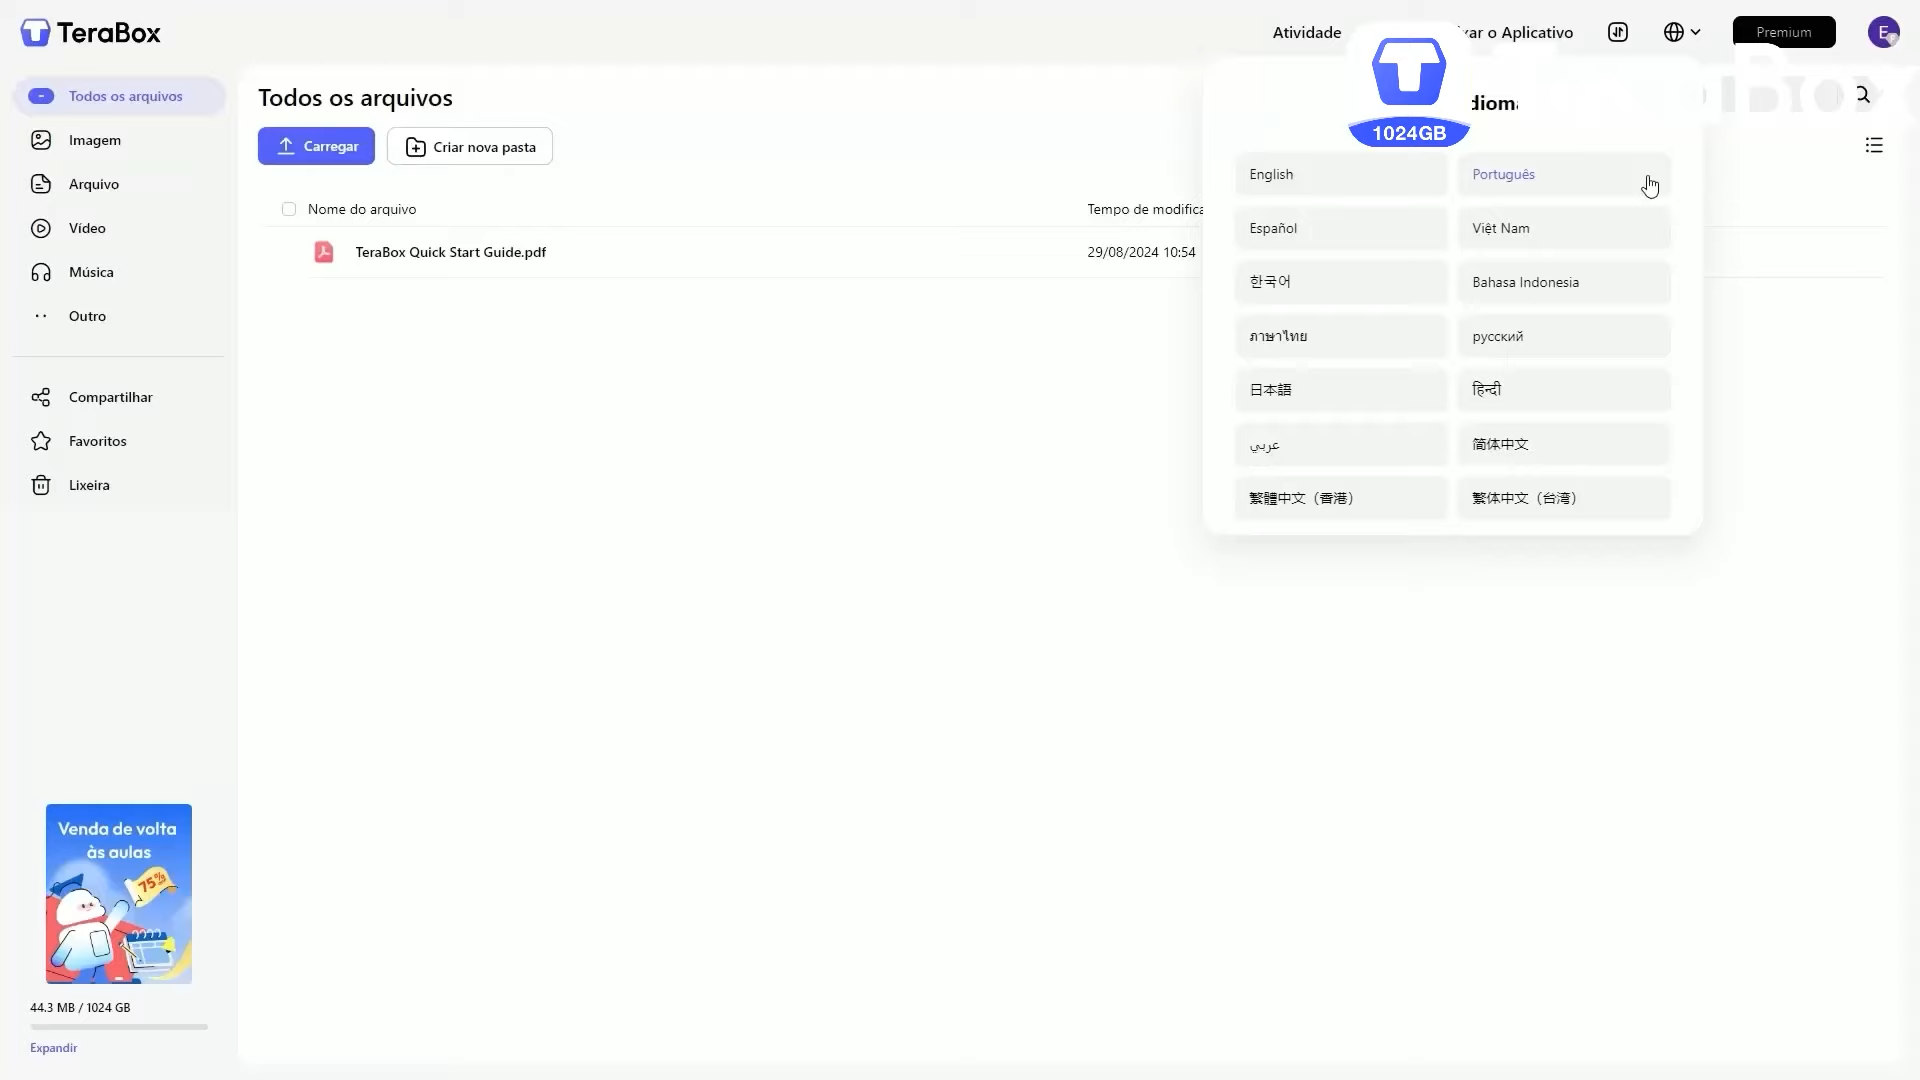 TeraBox
Atividade
xar o Aplicativo
Premium
E
Todos os arquivos
Imagem
Arquivo
Vídeo
Música
Outro
Compartilhar
Favoritos
Lixeira
Venda de volta
às aulas
75%
44.3 MB / 1024 GB
Expandir
Todos os arquivos
Carregar
Criar nova pasta
Nome do arquivo
Tempo de modifica
TeraBox Quick Start Guide.pdf
29/08/2024 10:54
dioma
1024GB
English
Português
Español
Việt Nam
한국어
Bahasa Indonesia
ภาษาไทย
русский
日本語
हिन्दी
عربي
简体中文
繁體中文（香港）
繁体中文（台湾）